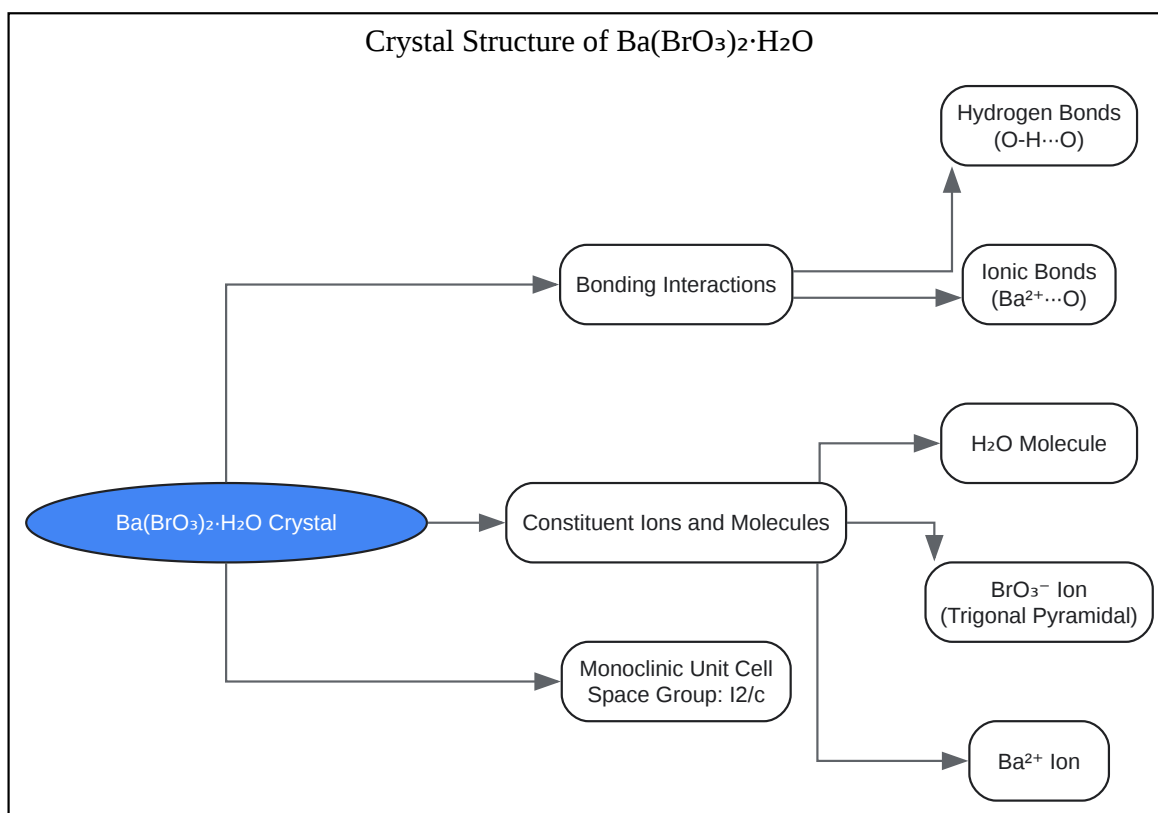 Crystal Structure of Ba(BrO₃)₂·H₂O
Hydrogen Bonds
(O-H···O)
Bonding Interactions
Ionic Bonds
(Ba²⁺···O)
H₂O Molecule
Ba(BrO₃)₂·H₂O Crystal
Constituent Ions and Molecules
BrO₃⁻ Ion
(Trigonal Pyramidal)
Monoclinic Unit Cell
Space Group: I2/c
Ba²⁺ Ion